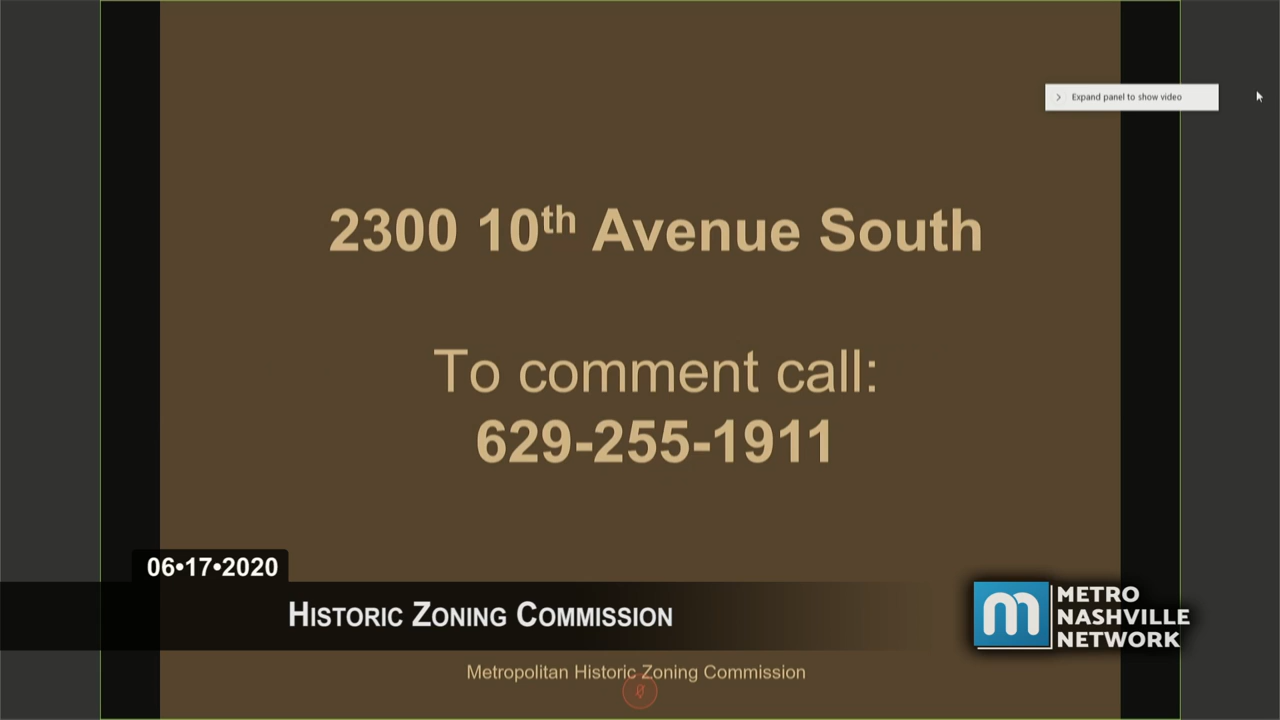 Expand panel to show video
2300 10th Avenue South
To comment call:
629-255-1911
06•17•2020
Historic Zoning Commission
m METRO
NASHVILLE
NETWORK
Metropolitan Historic Zoning Commission